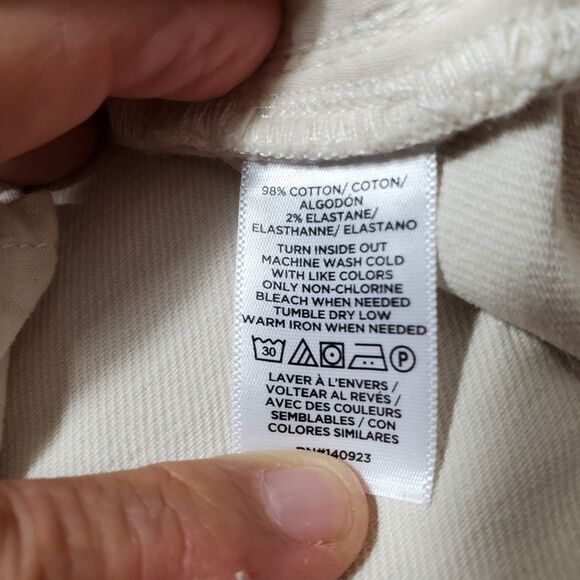 98% COTTON/ COTON/
ALGODÓN
2% ELASTANE/
ELASTHANNE/ ELASTANO
TURN INSIDE OUT
MACHINE WASH COLD
WITH LIKE COLORS
ONLY NON-CHLORINE
BLEACH WHEN NEEDED
TUMBLE DRY LOW
WARM IRON WHEN NEEDED
30 P
LAVER À L'ENVERS /
VOLTEAR AL REVÉS /
AVEC DES COULEURS
SEMBLABLES / CON
COLORES SIMILARES
RN#140923